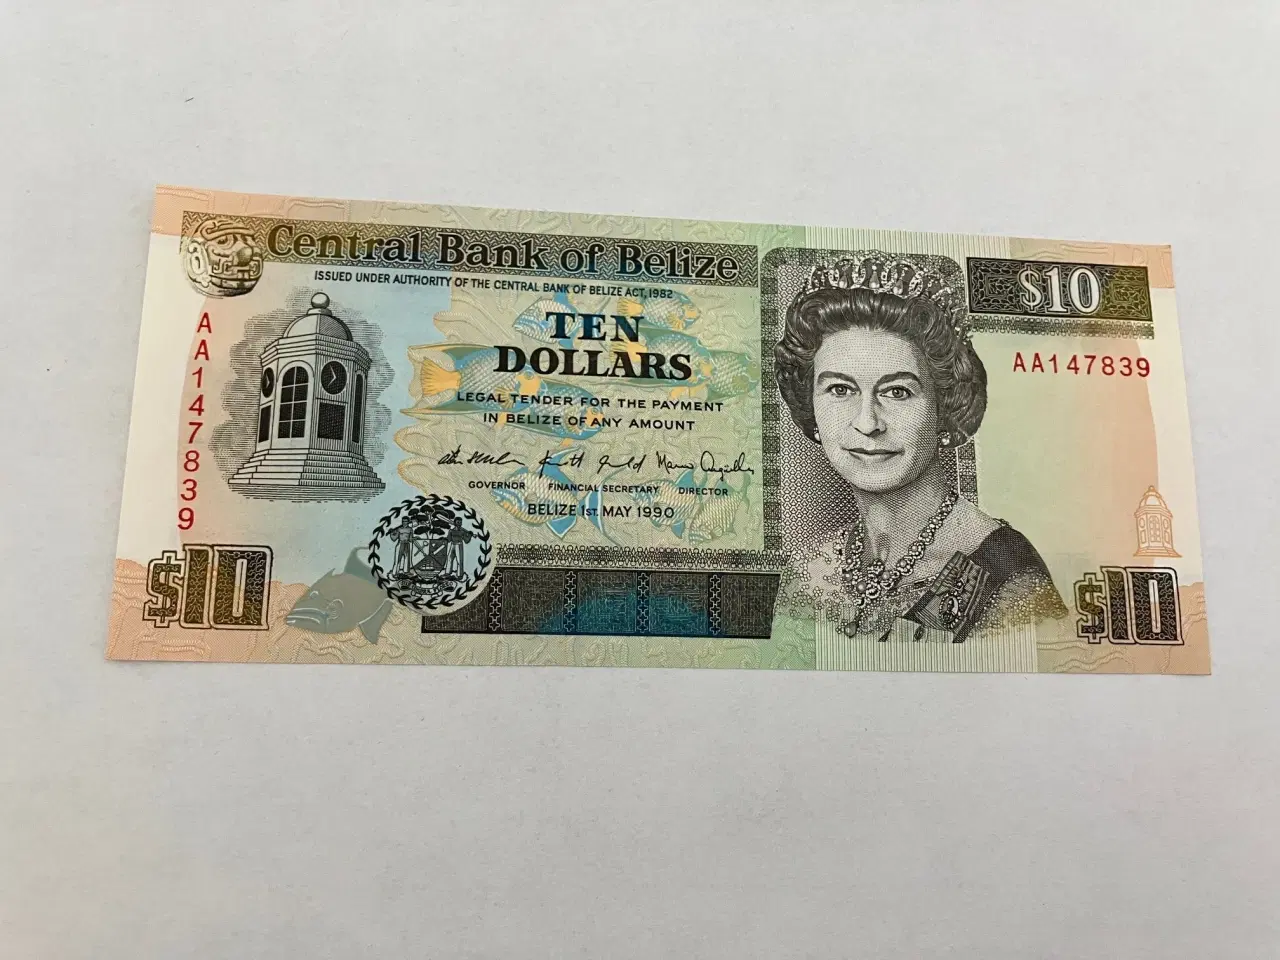 Central Bank of Belize
ISSUED UNDER AUTHORITY OF THE CENTRAL BANK OF BELIZE ACT, 1982
$10
AA147839
TEN
DOLLARS
AA147839
LEGAL TENDER FOR THE PAYMENT
IN BELIZE OF ANY AMOUNT
GOVERNOR FINANCIAL SECRETARY DIRECTOR
BELIZE 1ST. MAY 1990
$10
$10